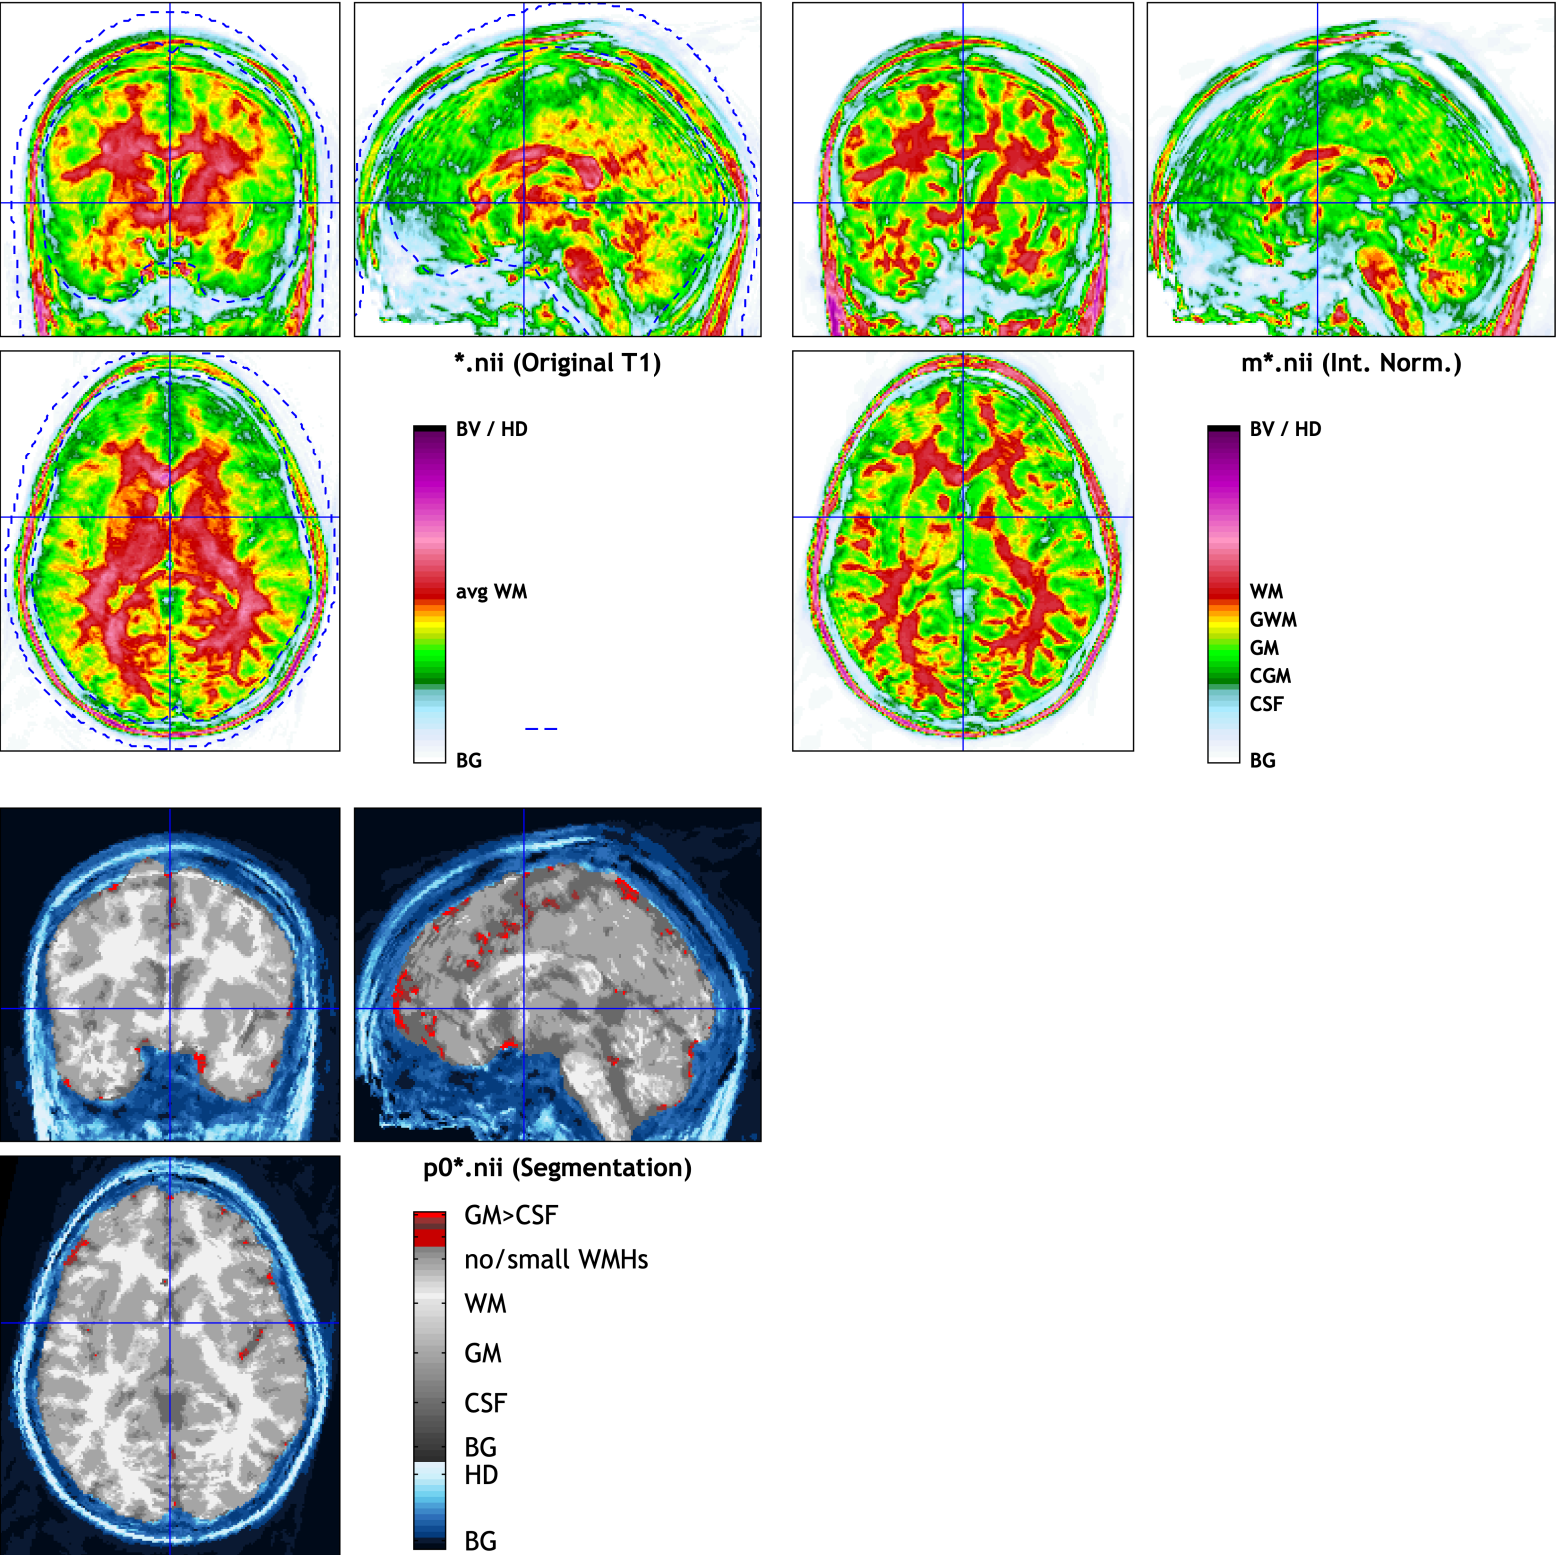 *.nii (Original T1)
BV / HD
avg WM
BG
m*.nii (Int. Norm.)
BV / HD
WM
GWM
GM
CGM
CSF
BG
p0*.nii (Segmentation)
GM>CSF
no/small WMHs
WM
GM
CSF
BG
HD
BG